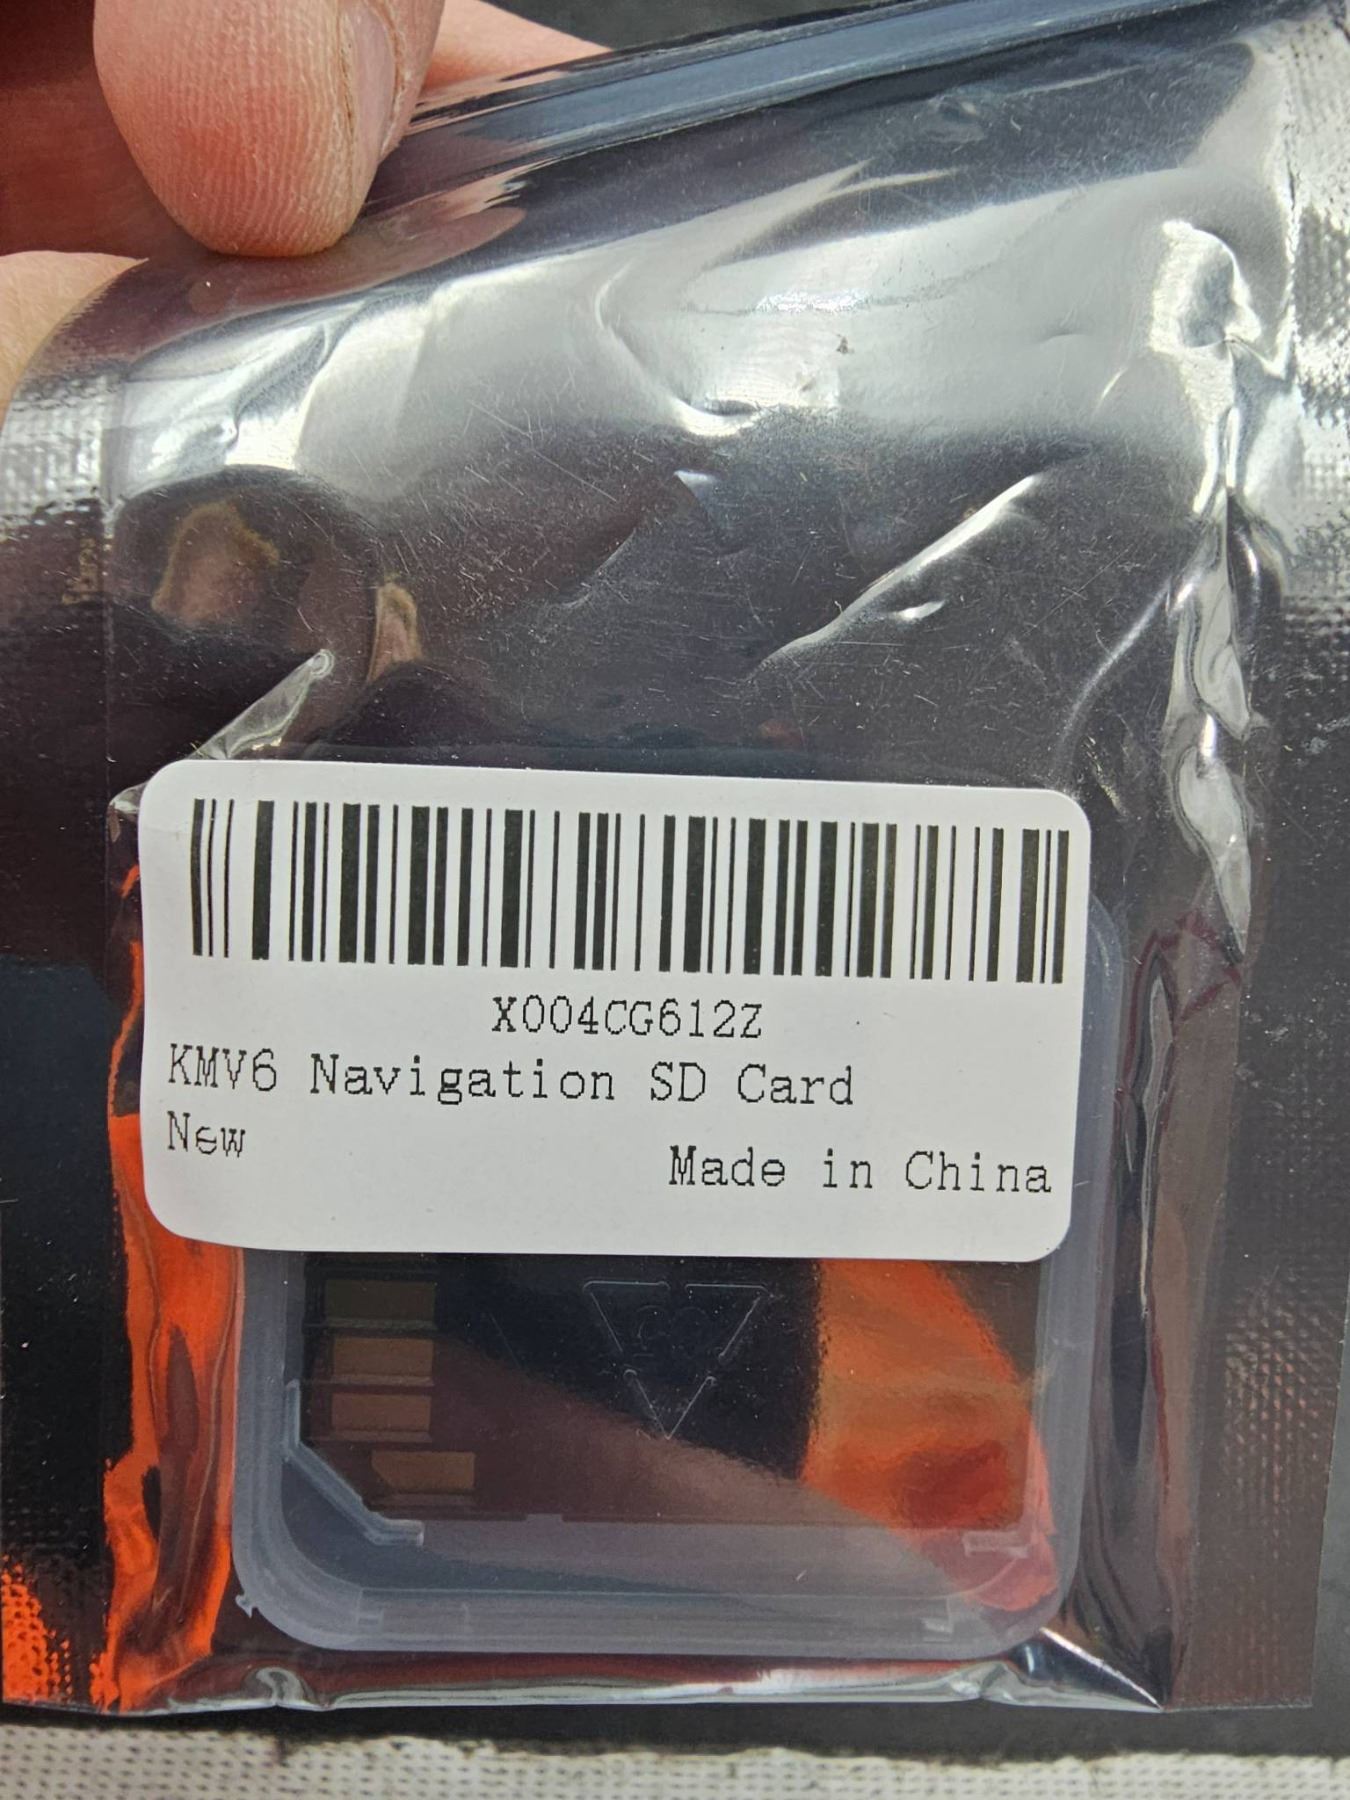 X004CG612Z
KMV6 Navigation SD Card
New
Made in China